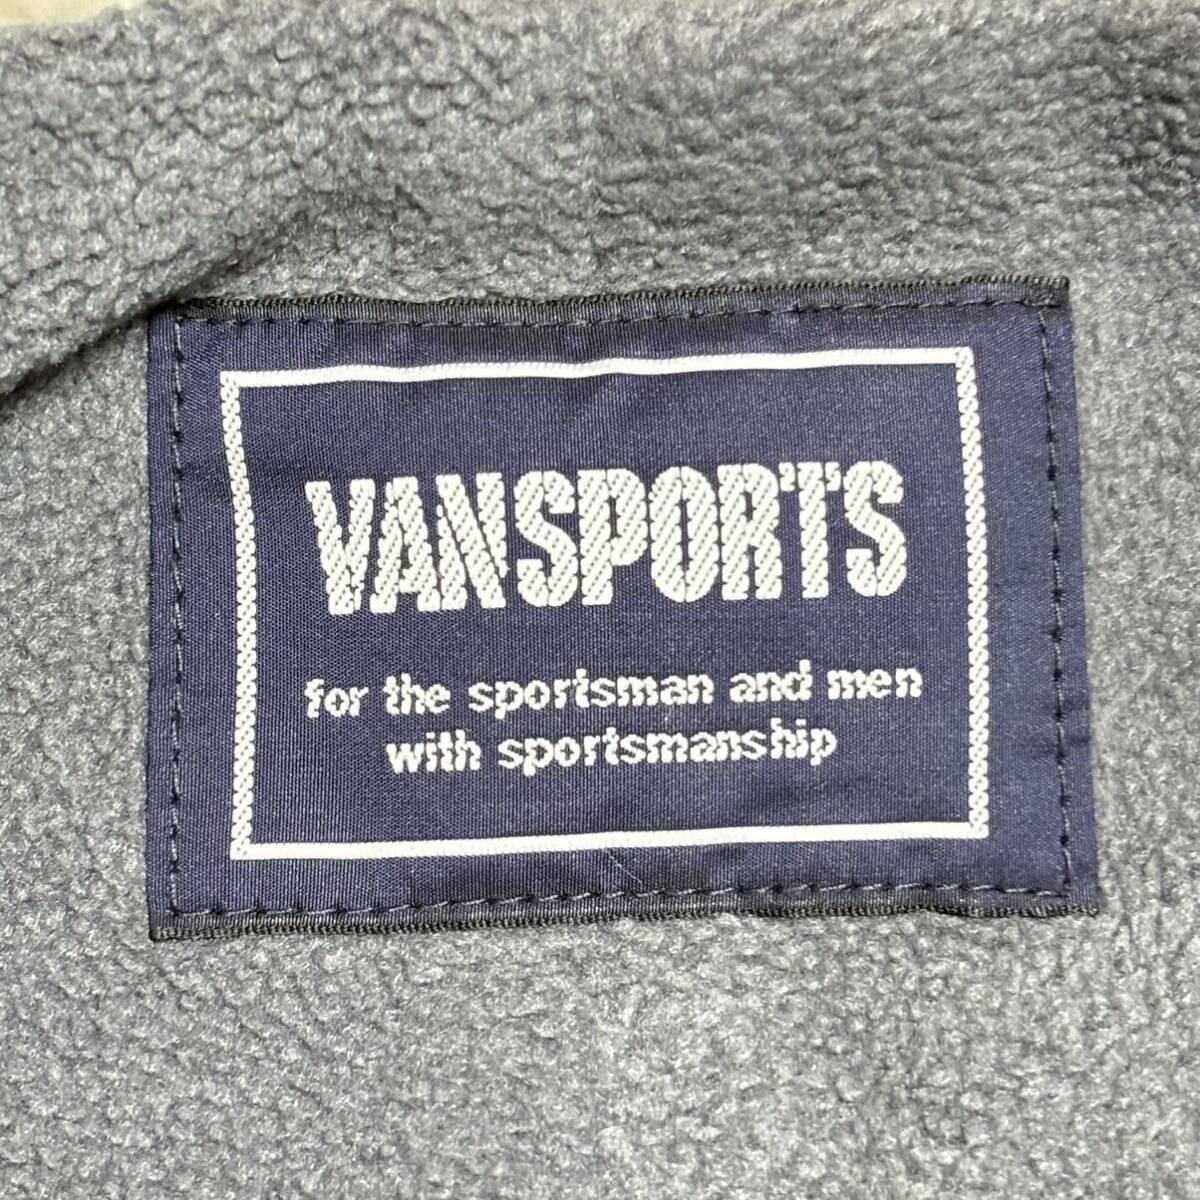 VANSPORTS
for the sportsman and men
with sportsmanship